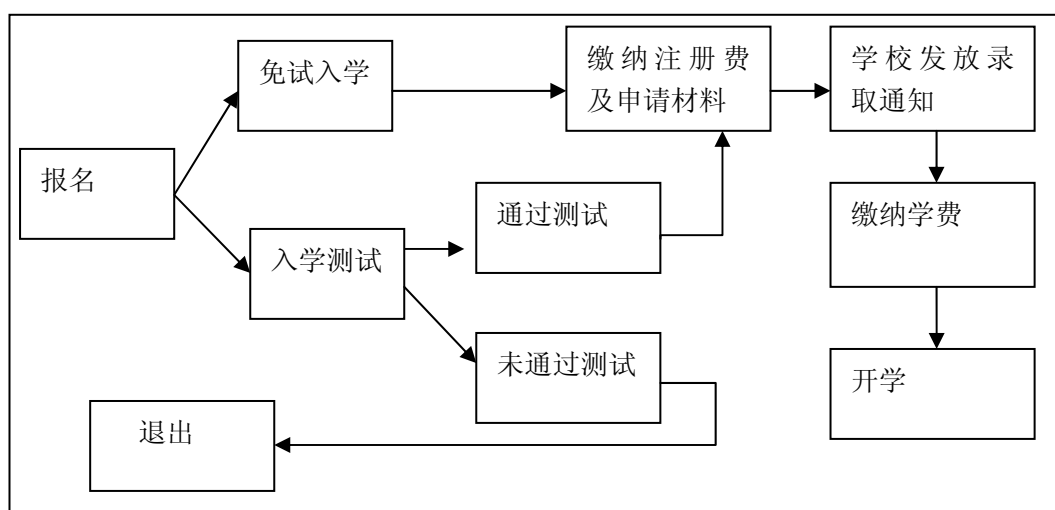 免试入学
缴纳注册费
及申请材料
学校发放录
取通知
报名
通过测试
缴纳学费
入学测试
未通过测试
开学
退出